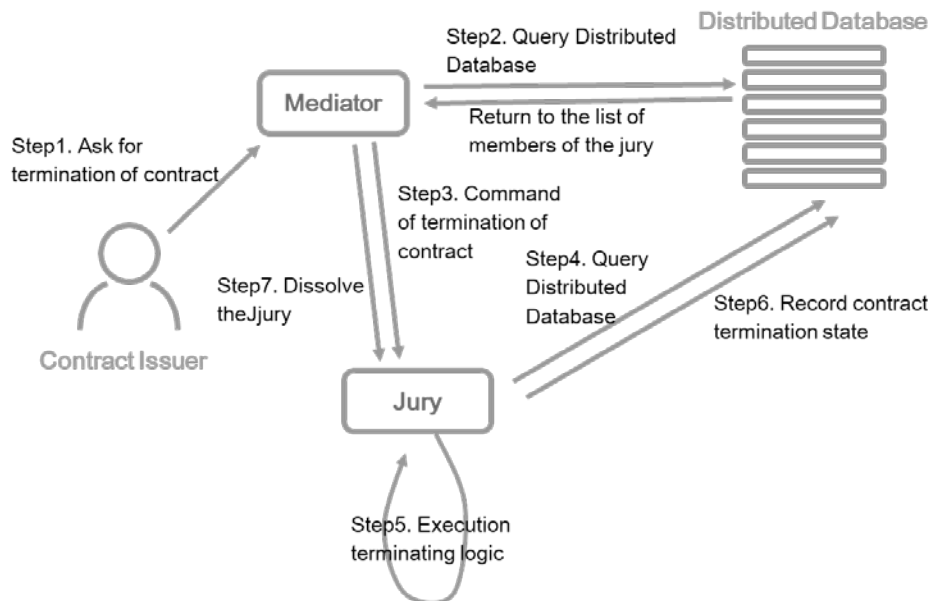 Distributed Database
Step2. Query Distributed
Database
Mediator
Return to the list of
members of the jury
Step1. Ask for
termination of contract
Step3. Command
of termination of
contract
Step4. Query
Distributed
Database
Step7. Dissolve
theJjury
Step6. Record contract
termination state
Contract Issuer
Jury
Step5. Execution
terminating logic